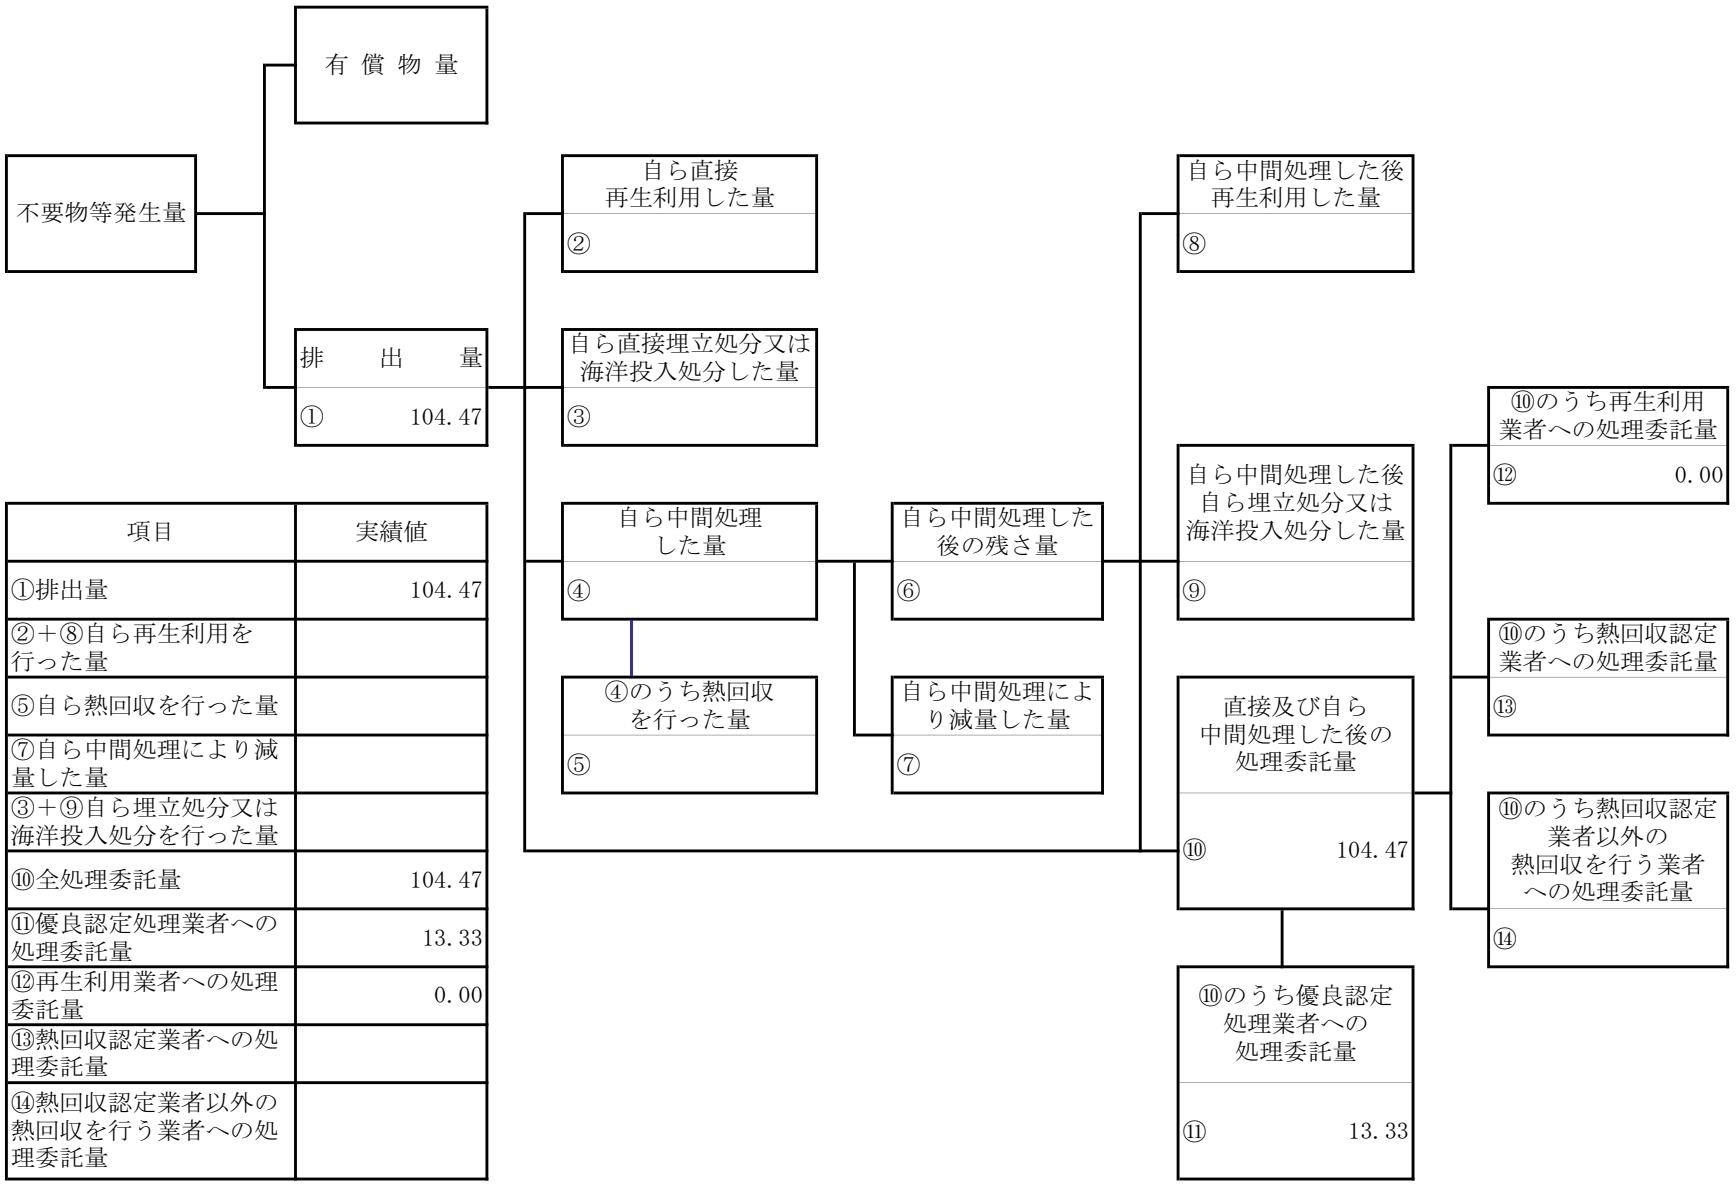 有償物量
不要物等発生量
自ら直接
再生利用した量
②
自ら中間処理した後
再生利用した量
⑧
排出量
① 104.47
自ら直接埋立処分又は
海洋投入処分した量
③
⑩のうち再生利用
業者への処理委託量
⑫ 0.00
自ら中間処理
した量
④
自ら中間処理した
後の残さ量
⑥
自ら中間処理した後
自ら埋立処分又は
海洋投入処分した量
⑨
⑩のうち熱回収認定
業者への処理委託量
⑬
④のうち熱回収
を行った量
⑤
自ら中間処理によ
り減量した量
⑦
直接及び自ら
中間処理した後の
処理委託量
⑩ 104.47
⑩のうち熱回収認定
業者以外の
熱回収を行う業者
への処理委託量
⑭
⑩のうち優良認定
処理業者への
処理委託量
⑪ 13.33
項目 実績値
①排出量 104.47
②＋⑧自ら再生利用を
行った量
⑤自ら熱回収を行った量
⑦自ら中間処理により減
量した量
③＋⑨自ら埋立処分又は
海洋投入処分を行った量
⑩全処理委託量 104.47
⑪優良認定処理業者への
処理委託量 13.33
⑫再生利用業者への処理
委託量 0.00
⑬熱回収認定業者への処
理委託量
⑭熱回収認定業者以外の
熱回収を行う業者への処
理委託量